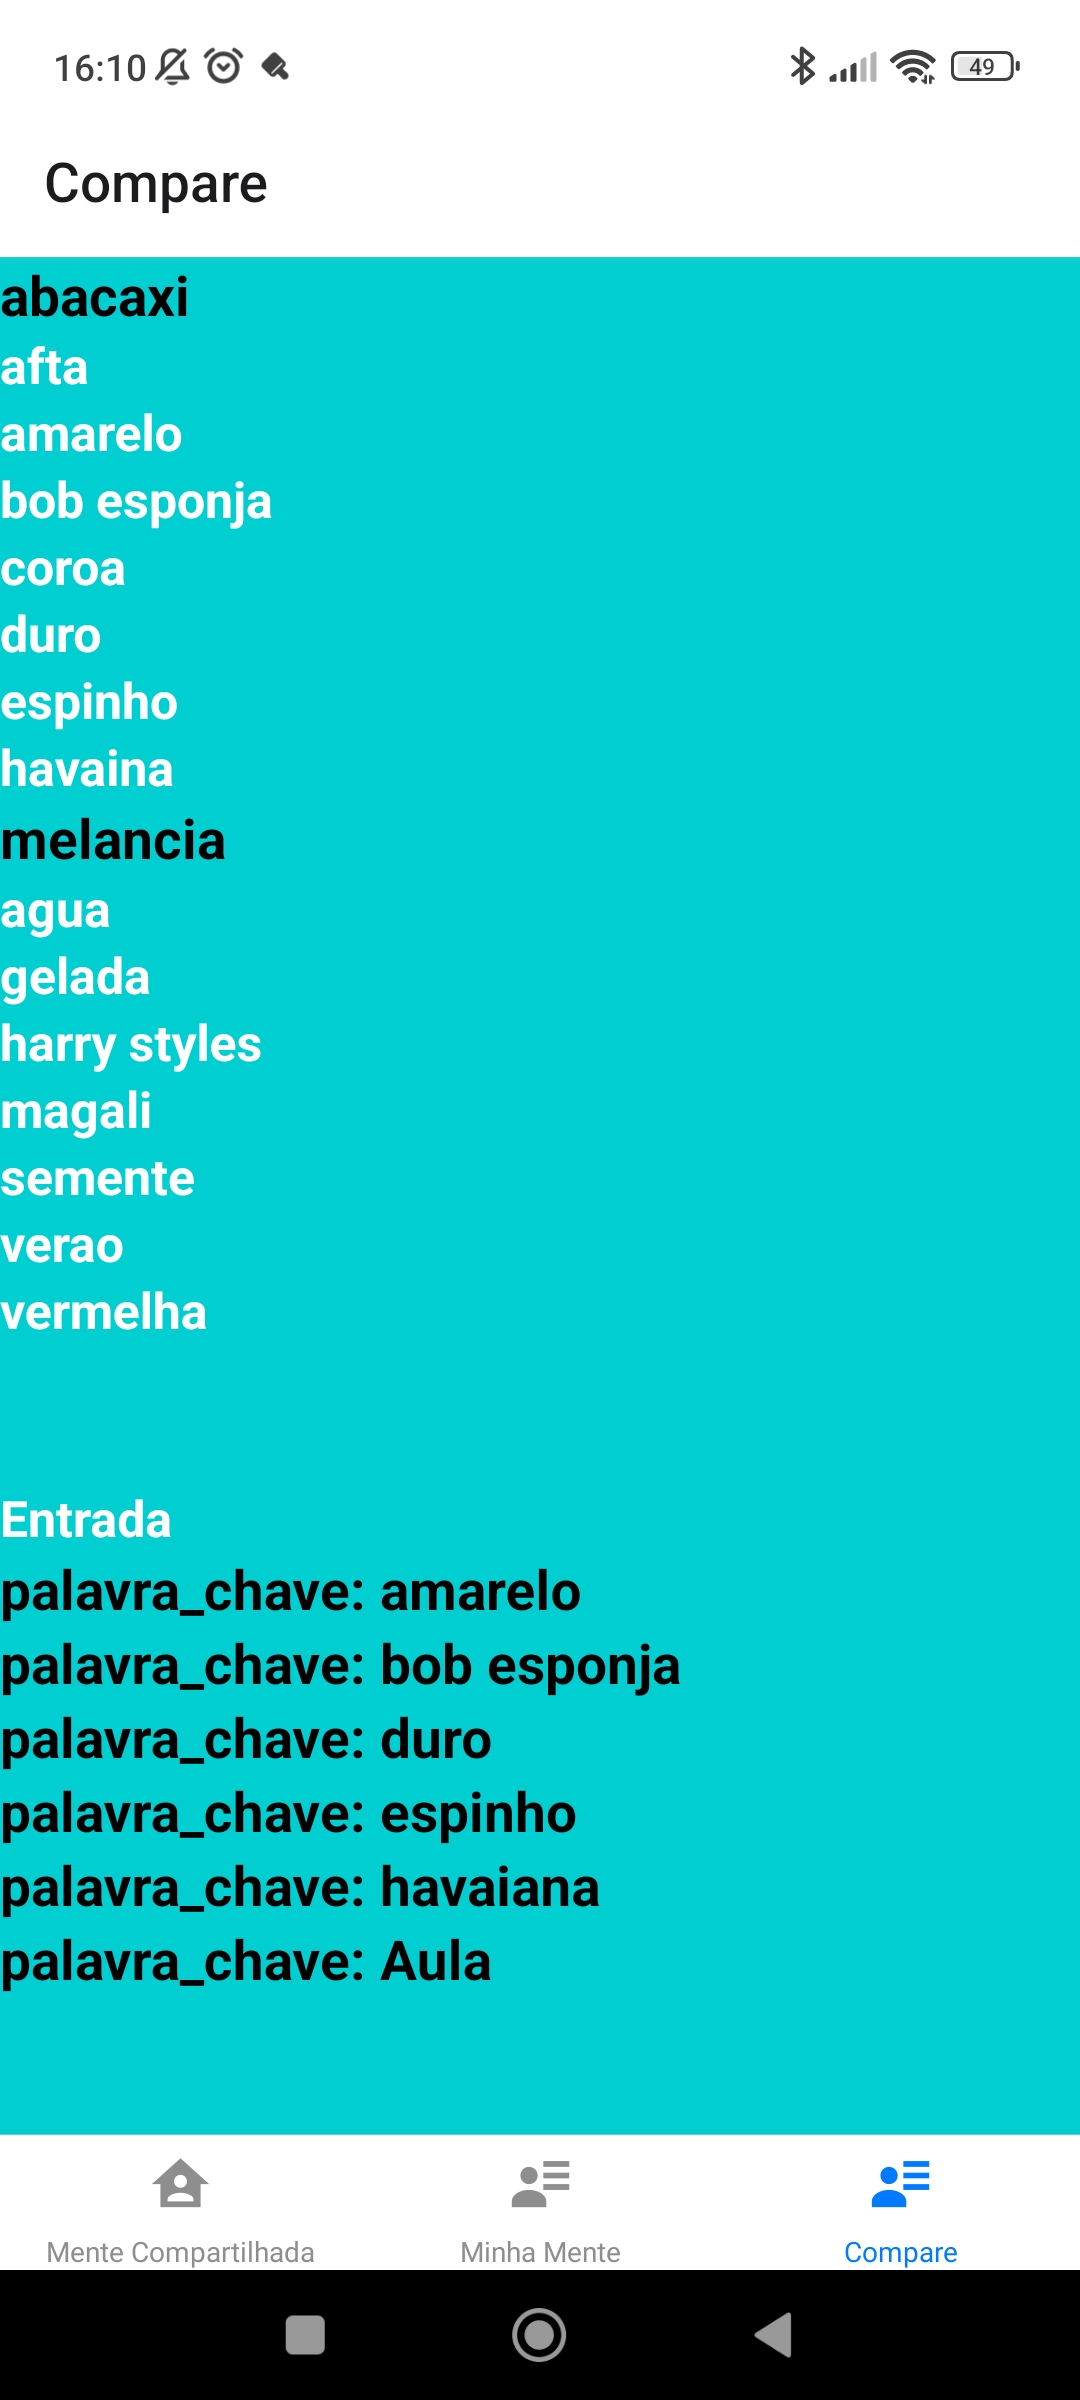 16:10
49
Compare
abacaxi
afta
amarelo
bob esponja
coroa
duro
espinho
havaina
melancia
agua
gelada
harry styles
magali
semente
verao
vermelha
Entrada
palavra_chave: amarelo
palavra_chave: bob esponja
palavra_chave: duro
palavra_chave: espinho
palavra_chave: havaiana
palavra_chave: Aula
Mente Compartilhada
Minha Mente
Compare